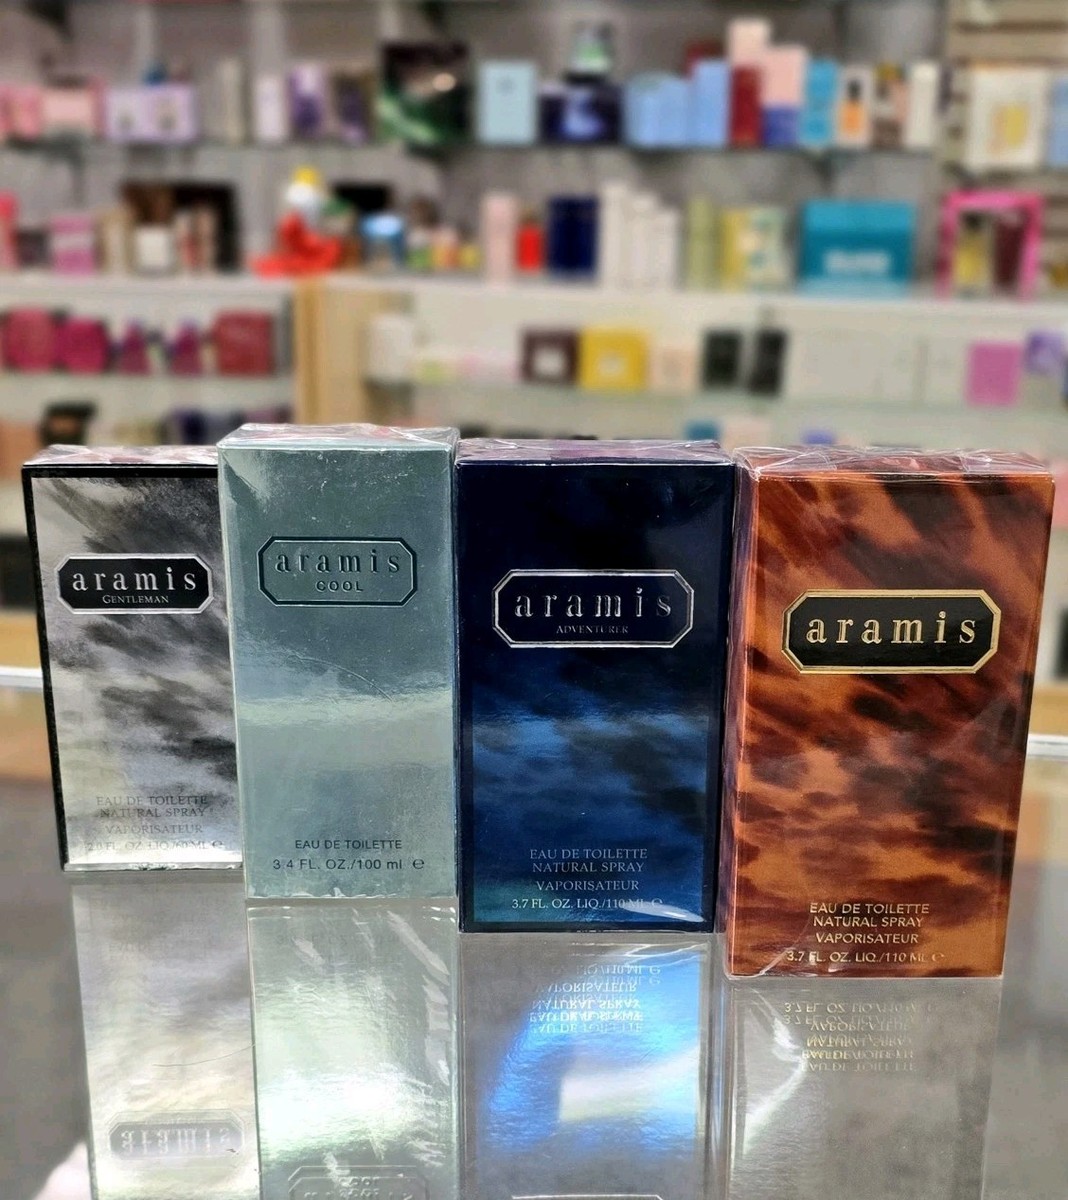 aramis
GENTLEMAN
EAU DE TOILETTE
NATURAL SPRAY
VAPORISATEUR
aramis
COOL
EAU DE TOILETTE
3.4 FL. OZ./100 ml e
aramis
ADVENTURER
EAU DE TOILETTE
NATURAL SPRAY
VAPORISATEUR
3.7 FL. OZ. LIQ./110 ML e
aramis
EAU DE TOILETTE
NATURAL SPRAY
VAPORISATEUR
3.7 FL. OZ. LIQ./110 ML e